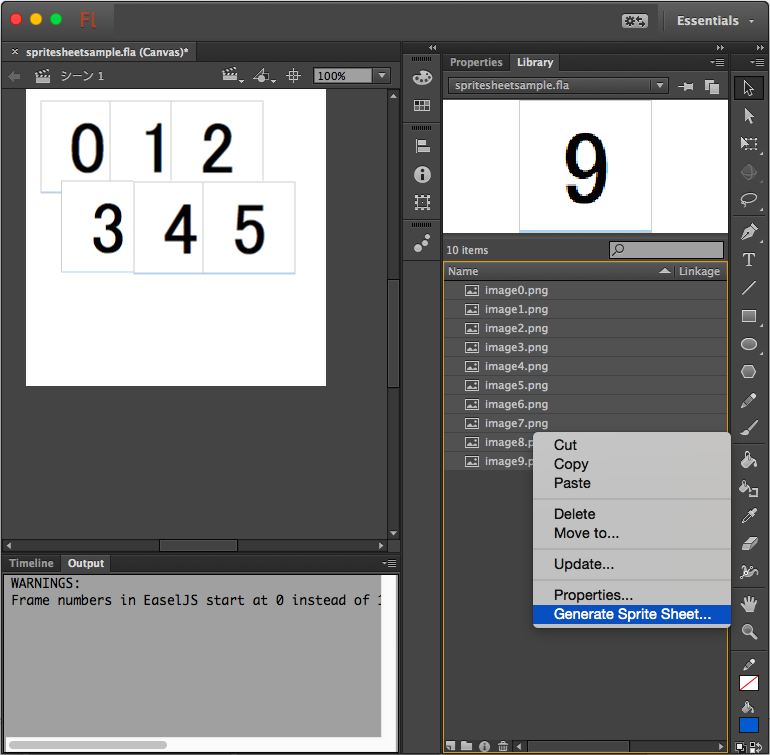 Fl
Essentials
× spritesheetsample.fla (Canvas)*
シーン 1
100%
0 1 2
3 4 5
Properties Library
spritesheetsample.fla
9
10 items
Name Linkage
image0.png
image1.png
image2.png
image3.png
image4.png
image5.png
image6.png
image7.png
image8.p
image9.p
Cut
Copy
Paste
Delete
Move to...
Update...
Properties...
Generate Sprite Sheet...
Timeline Output
WARNINGS:
Frame numbers in EaselJS start at 0 instead of 1